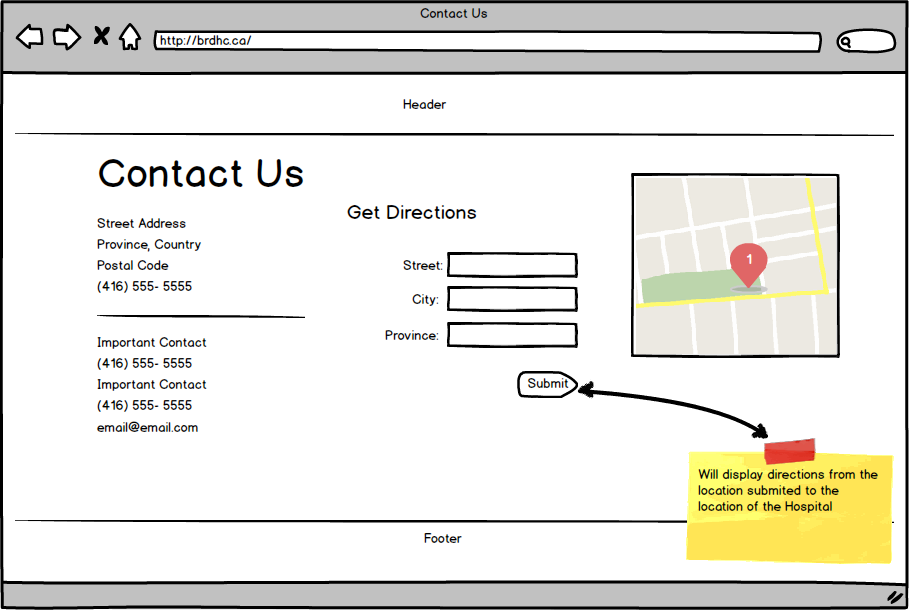 Contact Us
http://brdhc.ca/
Header
Contact Us
Street Address
Province, Country
Postal Code
(416) 555- 5555
Important Contact
(416) 555- 5555
Important Contact
(416) 555- 5555
email@email.com
Get Directions
Street:
City:
Province:
Submit
1
Will display directions from the
location submited to the
location of the Hospital
Footer